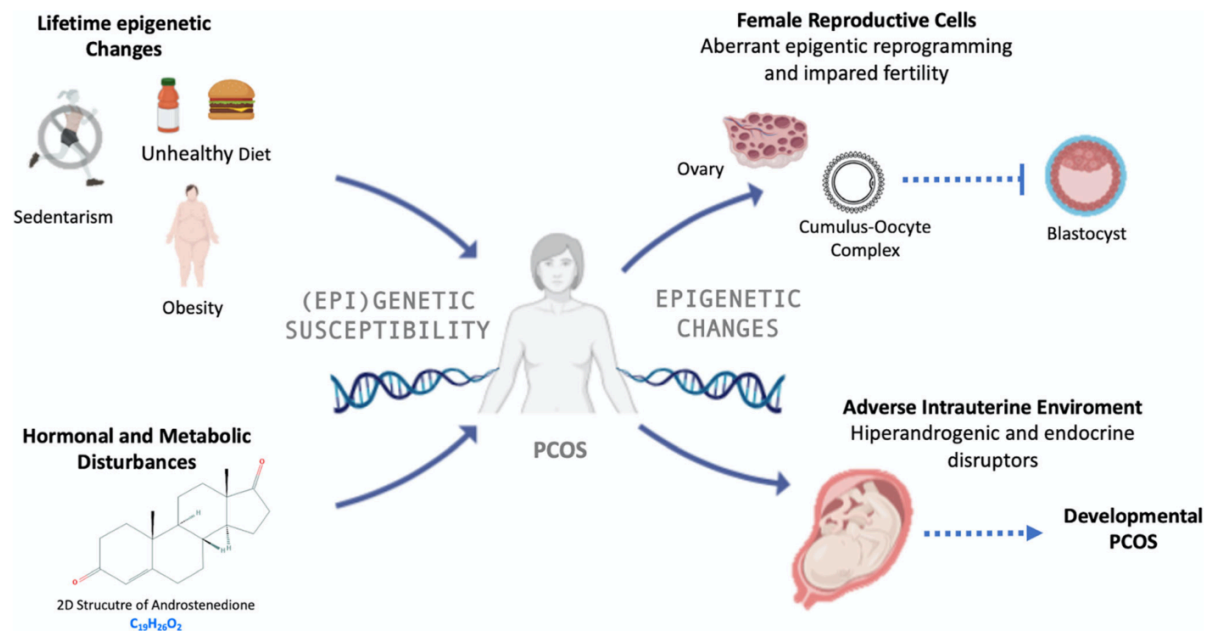 Lifetime epigenetic
Changes
Unhealthy Diet
Sedentarism
Obesity
Hormonal and Metabolic
Disturbances
O
H
H
H
O
2D Strucutre of Androstenedione
C₁₉H₂₆O₂
(EPI)GENETIC
SUSCEPTIBILITY
PCOS
EPIGENETIC
CHANGES
Female Reproductive Cells
Aberrant epigentic reprogramming
and impared fertility
Ovary
Cumulus-Oocyte
Complex
Blastocyst
Adverse Intrauterine Enviroment
Hiperandrogenic and endocrine
disruptors
Developmental
PCOS